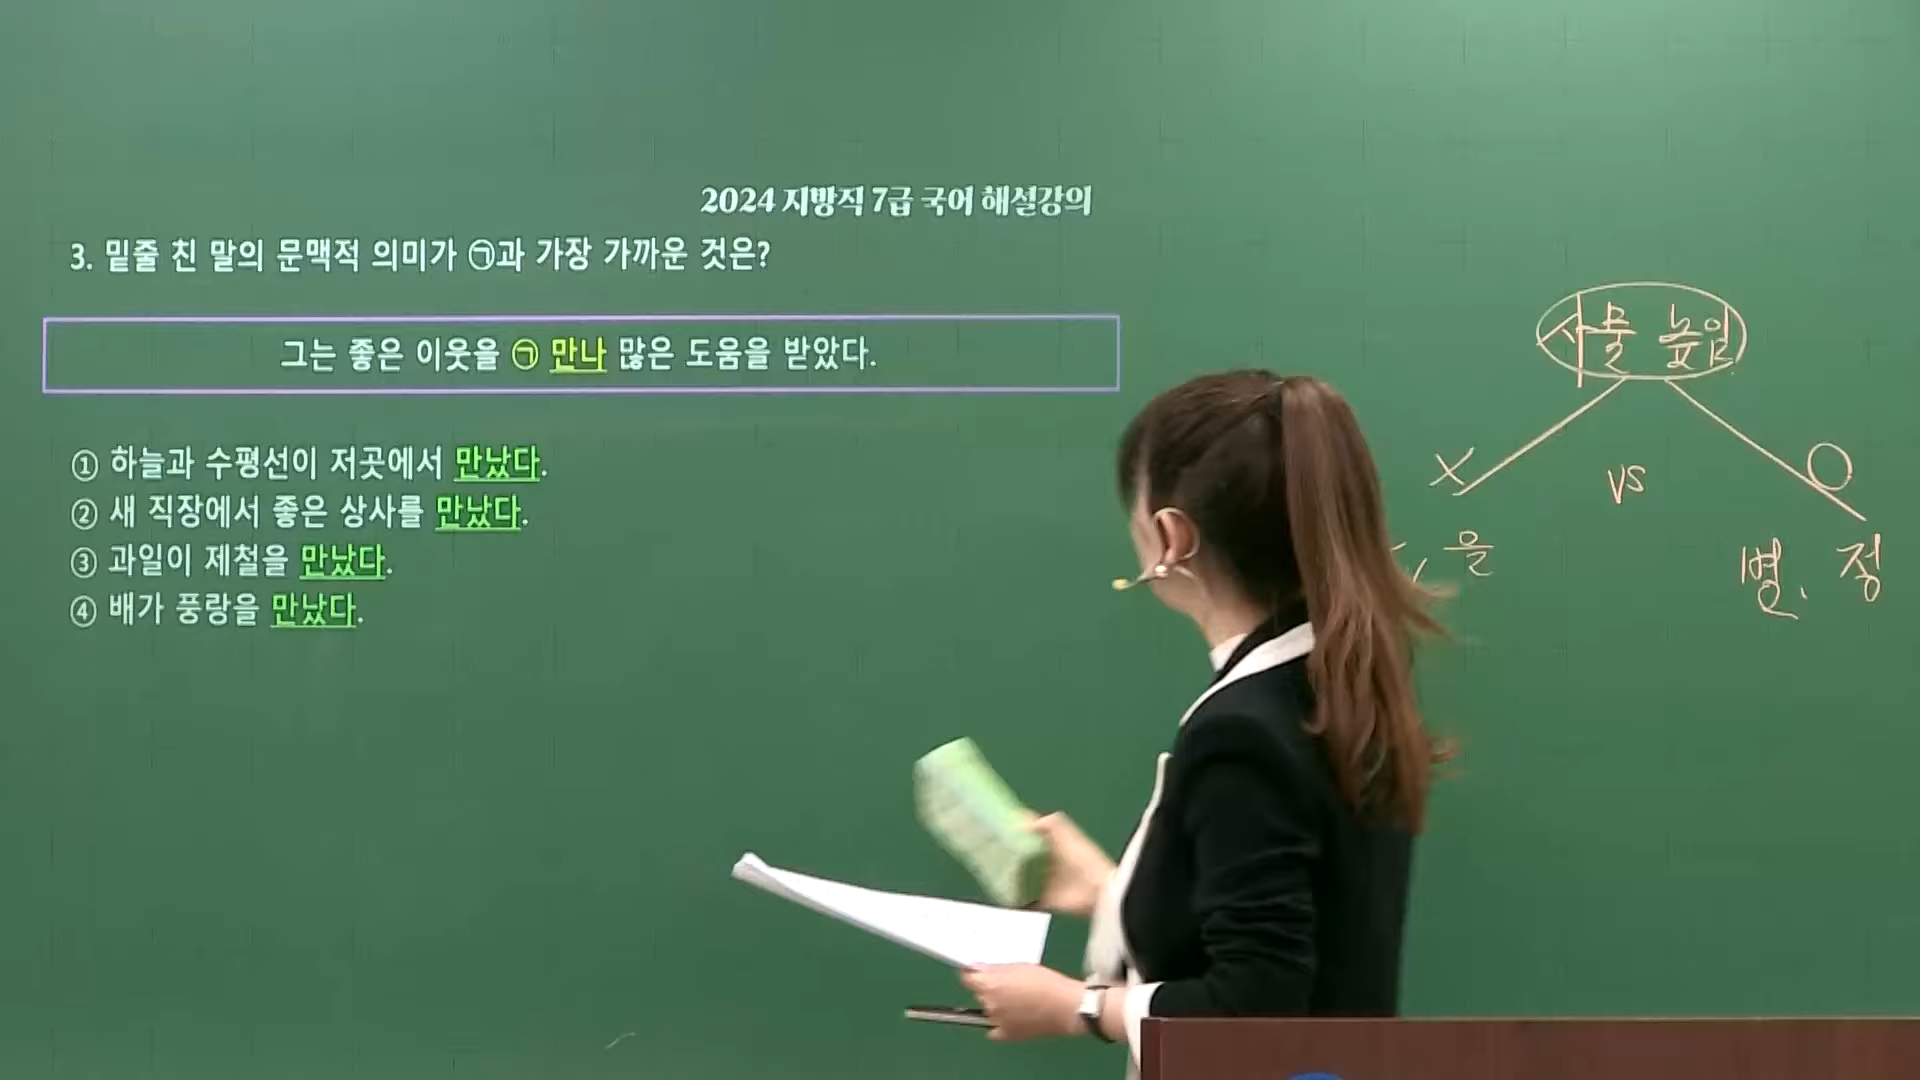 2024 지방직 7급 국어 해설강의
3. 밑줄 친 말의 문맥적 의미가 ㉠과 가장 가까운 것은?
그는 좋은 이웃을 ㉠ 만나 많은 도움을 받았다.
① 하늘과 수평선이 저곳에서 만났다.
② 새 직장에서 좋은 상사를 만났다.
③ 과일이 제철을 만났다.
④ 배가 풍랑을 만났다.
사물 높임
X vs O
을 별, 정